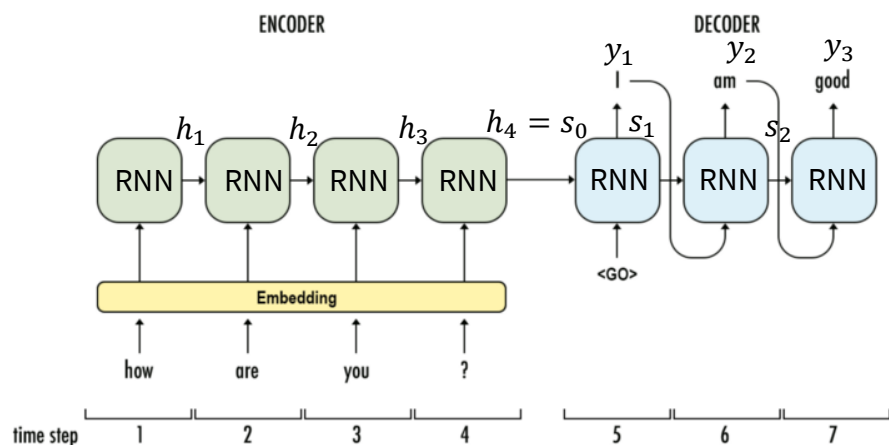 ENCODER DECODER
y₁ y₂ y₃
I am good
h₁ h₂ h₃ h₄ = s₀ s₁ s₂
RNN RNN RNN RNN RNN RNN RNN
<GO>
Embedding
how are you ?
time step 1 2 3 4 5 6 7